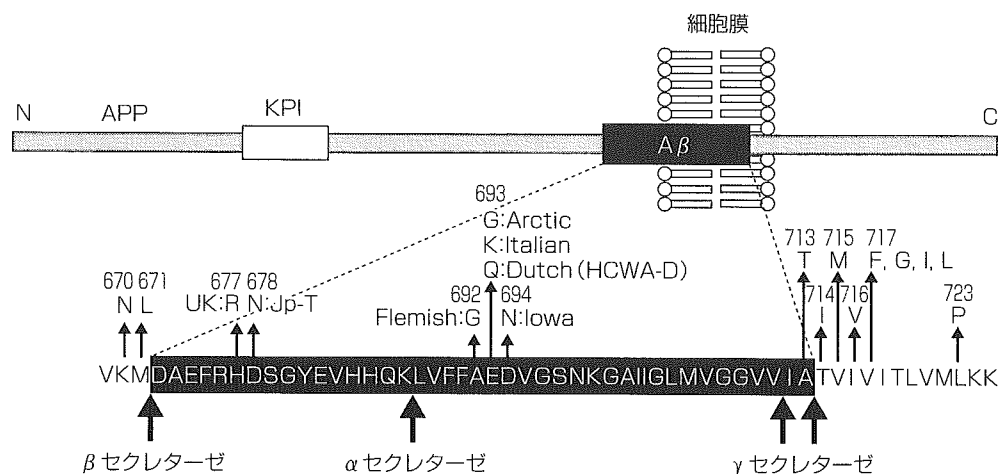 細胞膜
N APP KPI C
Aβ
693
G:Arctic
K:Italian
Q:Dutch(HCWA-D)
713 715 717
T M F, G, I, L
670 671 677 678
N L UK:R N:Jp-T
692 694
Flemish:G N:Iowa
714 716
I V
723
P
VKMDAEFRHDSGYEVHHQKLVFFAEDVGSNKGAIIGLMVGGVVIATVIVITLVMLKK
βセクレターゼ αセクレターゼ γセクレターゼ